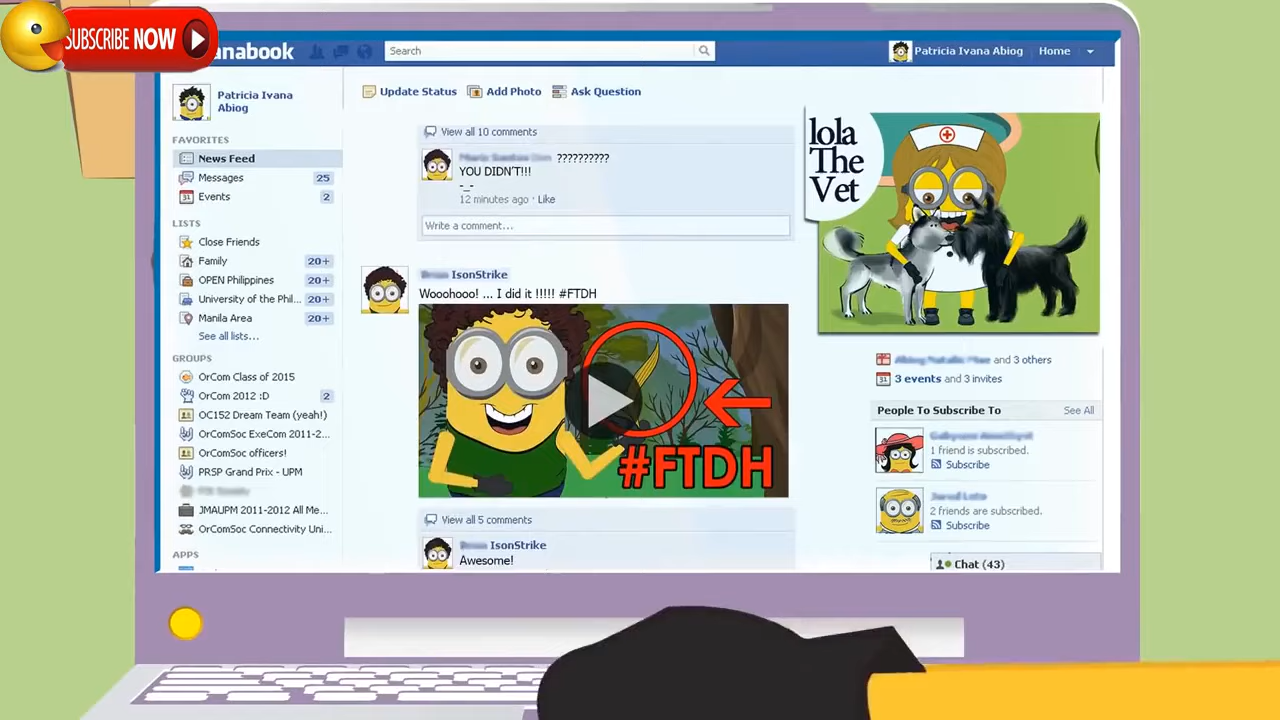 SUBSCRIBE NOW
anabook
Search
Patricia Ivana Abiog
Home
Patricia Ivana
Abiog
FAVORITES
News Feed
Messages 25
Events 2
LISTS
Close Friends
Family 20+
OPEN Philippines 20+
University of the Phil... 20+
Manila Area 20+
See all lists...
GROUPS
OrCom Class of 2015
OrCom 2012 :D 2
OC152 Dream Team (yeah!)
OrComSoc ExeCom 2011-2...
OrComSoc officers!
PRSP Grand Prix - UPM
JMAUPM 2011-2012 All Me...
OrComSoc Connectivity Uni...
APPS
Update Status Add Photo Ask Question
View all 10 comments
??????????
YOU DIDN'T!!!
-_-
12 minutes ago · Like
Write a comment...
IsonStrike
Wooohooo! ... I did it !!!!! #FTDH
#FTDH
View all 5 comments
IsonStrike
Awesome!
lola
The
Vet
and 3 others
3 events and 3 invites
People To Subscribe To See All
1 friend is subscribed.
Subscribe
2 friends are subscribed.
Subscribe
Chat (43)